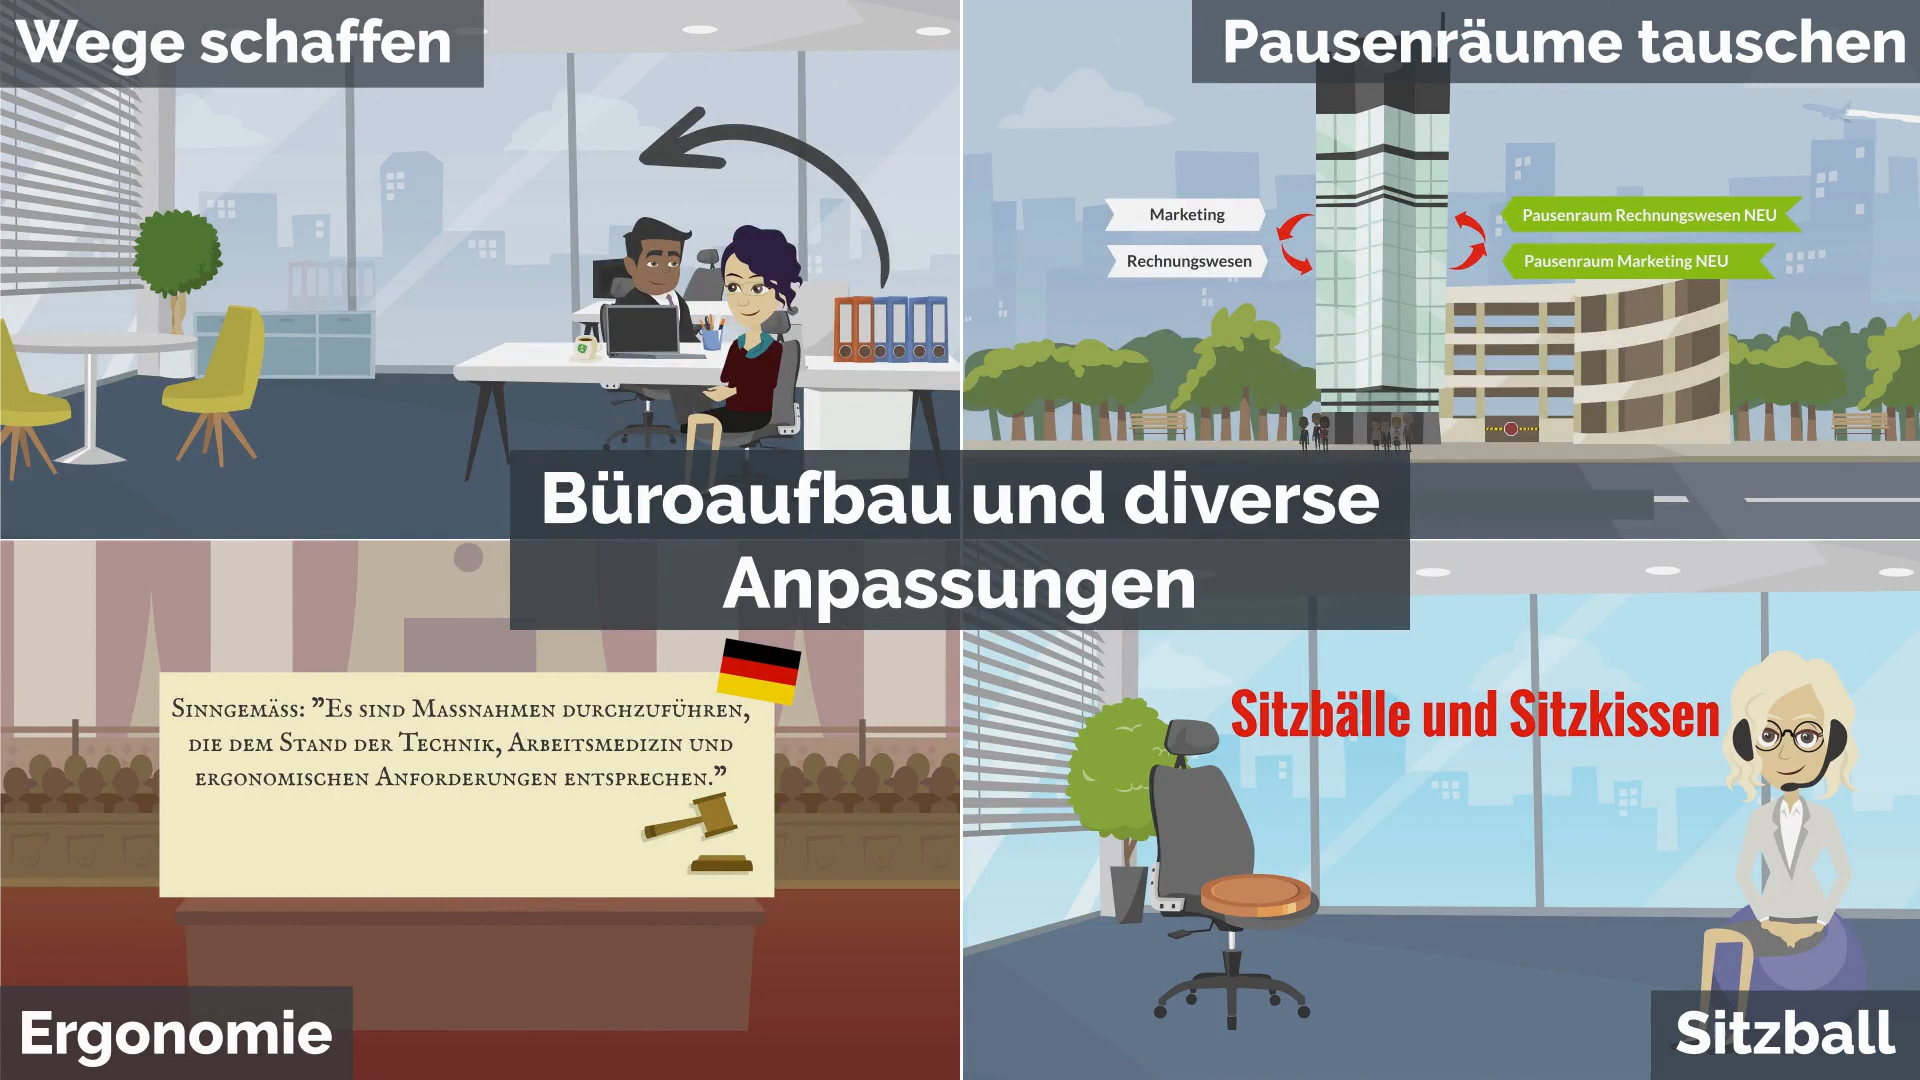 Wege schaffen
Pausenräume tauschen
Marketing
Rechnungswesen
Pausenraum Rechnungswesen NEU
Pausenraum Marketing NEU
Büroaufbau und diverse
Anpassungen
Sinngemäss: "Es sind Massnahmen durchzuführen,
die dem Stand der Technik, Arbeitsmedizin und
ergonomischen Anforderungen entsprechen."
Ergonomie
Sitzbälle und Sitzkissen
Sitzball